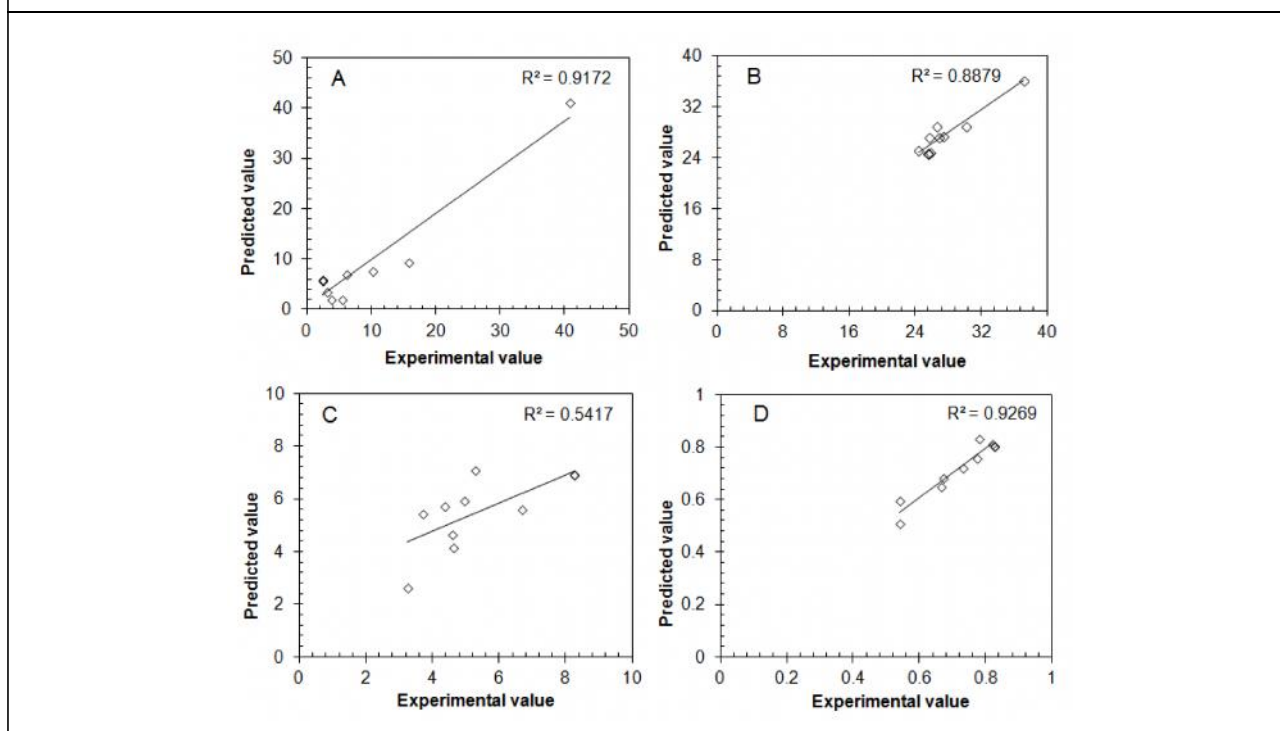 A
R² = 0.9172
50
40
30
20
10
0
0 10 20 30 40 50
Predicted value
Experimental value
B
R² = 0.8879
40
32
24
16
8
0
0 8 16 24 32 40
Predicted value
Experimental value
C
R² = 0.5417
10
8
6
4
2
0
0 2 4 6 8 10
Predicted value
Experimental value
D
R² = 0.9269
1
0.8
0.6
0.4
0.2
0
0 0.2 0.4 0.6 0.8 1
Predicted value
Experimental value